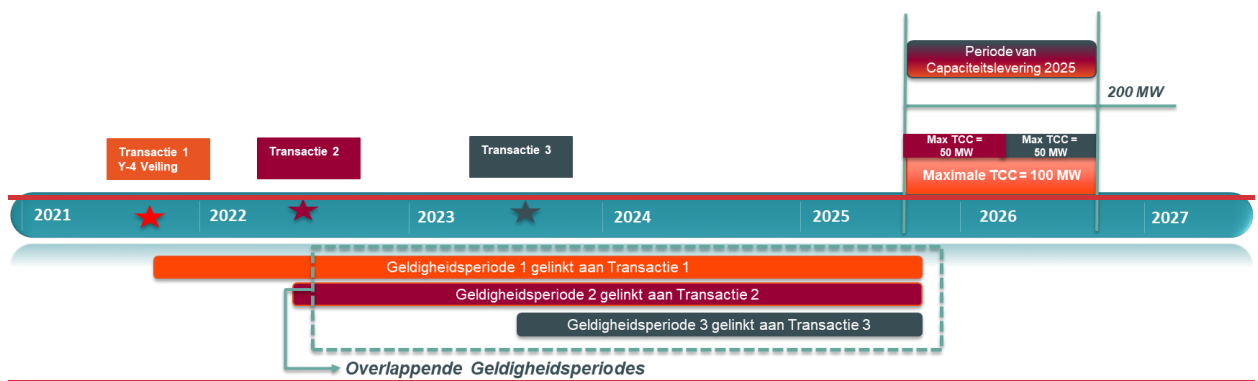 Periode van
Capaciteitslevering 2025
200 MW
Transactie 1
Y-4 Veiling
Transactie 2
Transactie 3
Max TCC =
50 MW
Max TCC =
50 MW
Maximale TCC = 100 MW
2021
2022
2023
2024
2025
2026
2027
Geldigheidsperiode 1 gelinkt aan Transactie 1
Geldigheidsperiode 2 gelinkt aan Transactie 2
Geldigheidsperiode 3 gelinkt aan Transactie 3
Overlappende Geldigheidsperiodes